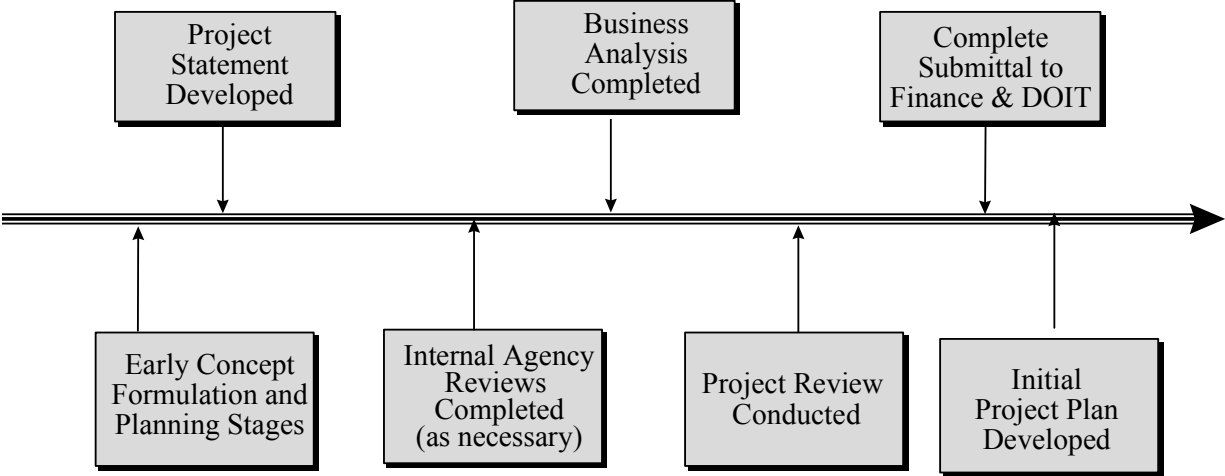 Project
Statement
Developed
Business
Analysis
Completed
Complete
Submittal to
Finance & DOIT
Early Concept
Formulation and
Planning Stages
Internal Agency
Reviews
Completed
(as necessary)
Project Review
Conducted
Initial
Project Plan
Developed